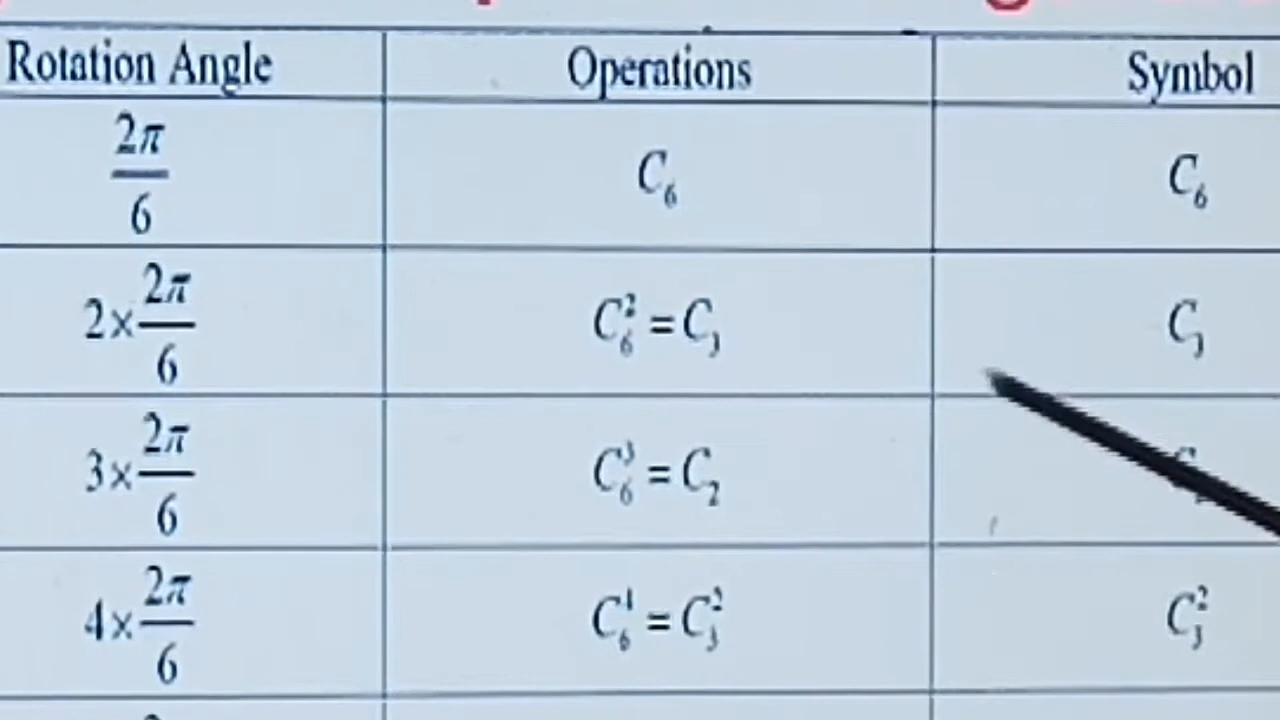 Rotation Angle Operations Symbol
2π/6 C₆ C₆
2×2π/6 C₆² = C₃ C₃
3×2π/6 C₆³ = C₂
4×2π/6 C₆⁴ = C₃² C₃²